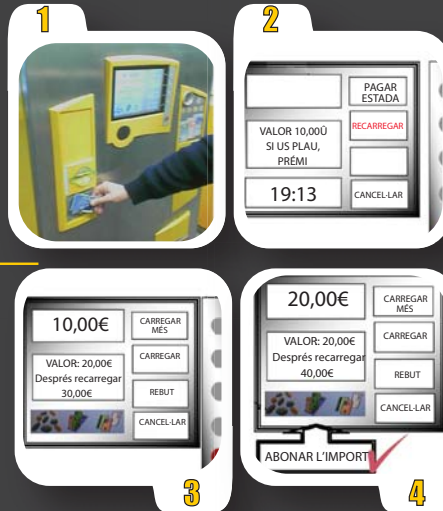 1
2
PAGAR
ESTADA
RECARREGAR
VALOR 10,00Û
SI US PLAU,
PRÉMI
19:13
CANCEL·LAR
10,00€
CARREGAR
MÉS
CARREGAR
VALOR: 20,00€
Després recarregar
30,00€
REBUT
CANCEL·LAR
3
20,00€
CARREGAR
MÉS
CARREGAR
VALOR: 20,00€
Després recarregar
40,00€
REBUT
CANCEL·LAR
ABONAR L'IMPORT
4